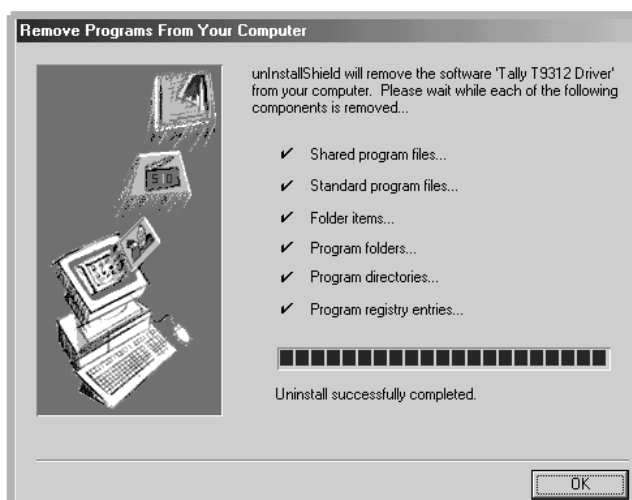 Remove Programs From Your Computer
unInstallShield will remove the software 'Tally T9312 Driver'
from your computer. Please wait while each of the following
components is removed...
✔ Shared program files...
✔ Standard program files...
✔ Folder items...
✔ Program folders...
✔ Program directories...
✔ Program registry entries...
510
Uninstall successfully completed.
OK